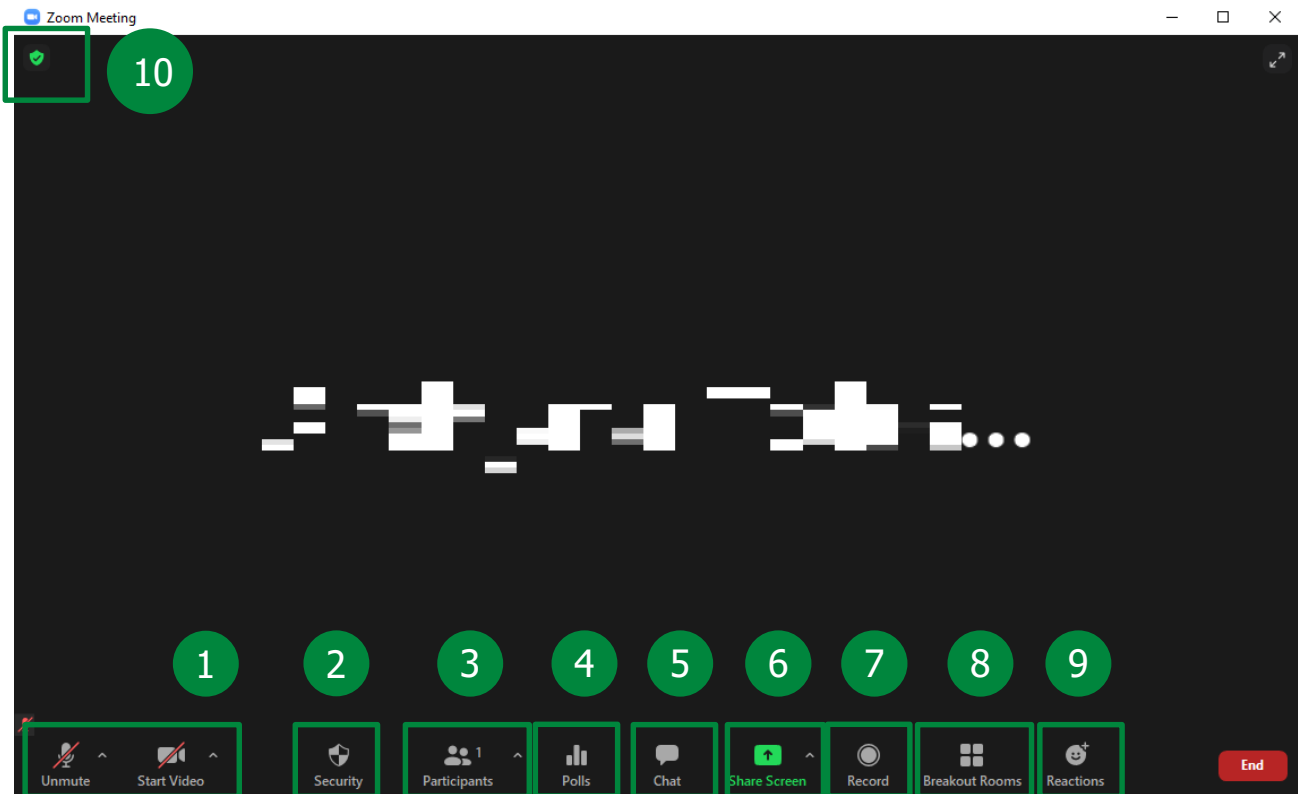 Zoom Meeting
10
1 2 3 4 5 6 7 8 9
1
Unmute Start Video Security Participants Polls Chat Share Screen Record Breakout Rooms Reactions End